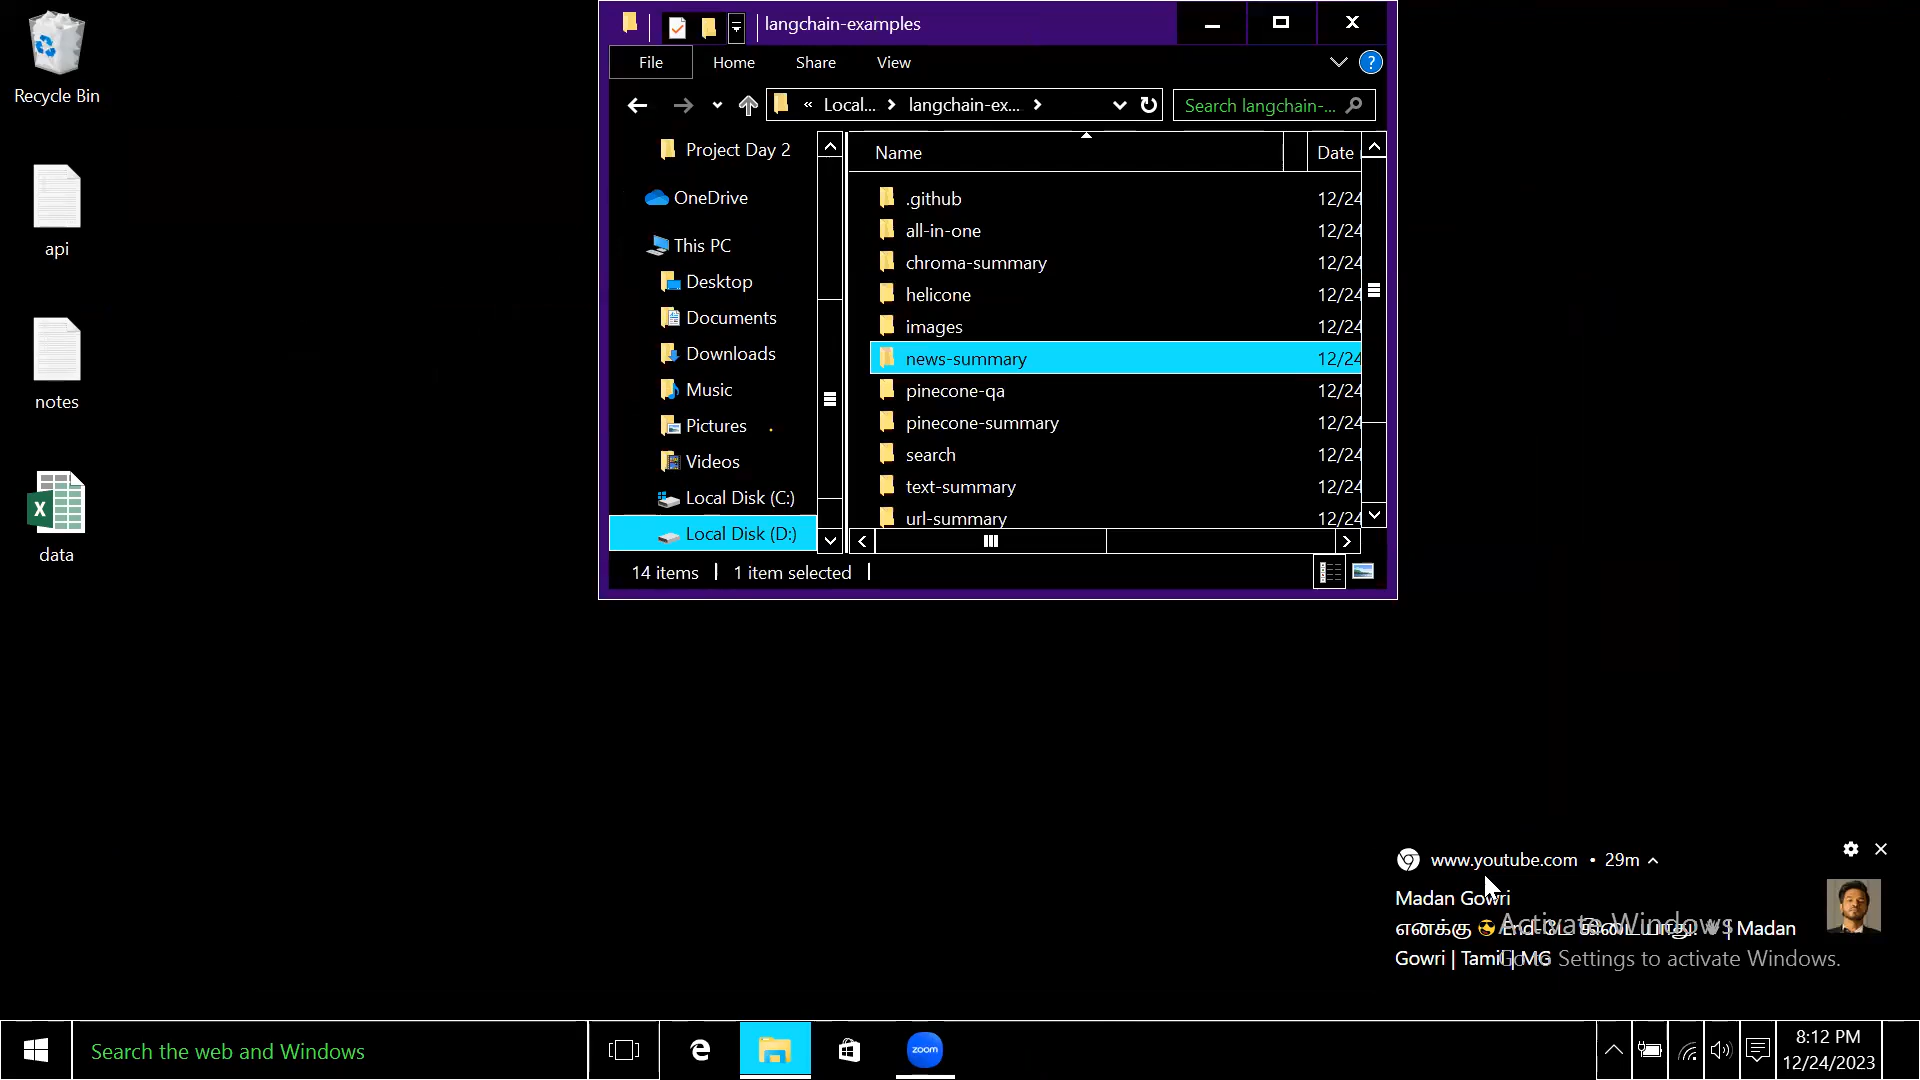 langchain-examples
File Home Share View
« Local... langchain-ex... Search langchain-...
Recycle Bin
api
notes
data
Project Day 2
OneDrive
This PC
Desktop
Documents
Downloads
Music
Pictures
Videos
Local Disk (C:)
Local Disk (D:)
Name Date
.github 12/24
all-in-one 12/24
chroma-summary 12/24
helicone 12/24
images 12/24
news-summary 12/24
pinecone-qa 12/24
pinecone-summary 12/24
search 12/24
text-summary 12/24
url-summary 12/24
14 items 1 item selected
www.youtube.com • 29m
Madan Gowri
எனக்கு 😎 | Madan
Gowri | Tamil | MG
Activate Windows
Go to Settings to activate Windows.
Search the web and Windows
zoom
8:12 PM
12/24/2023